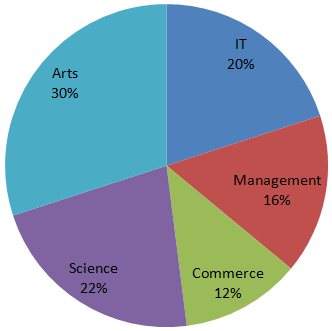 IT
20%
Management
16%
Commerce
12%
Science
22%
Arts
30%